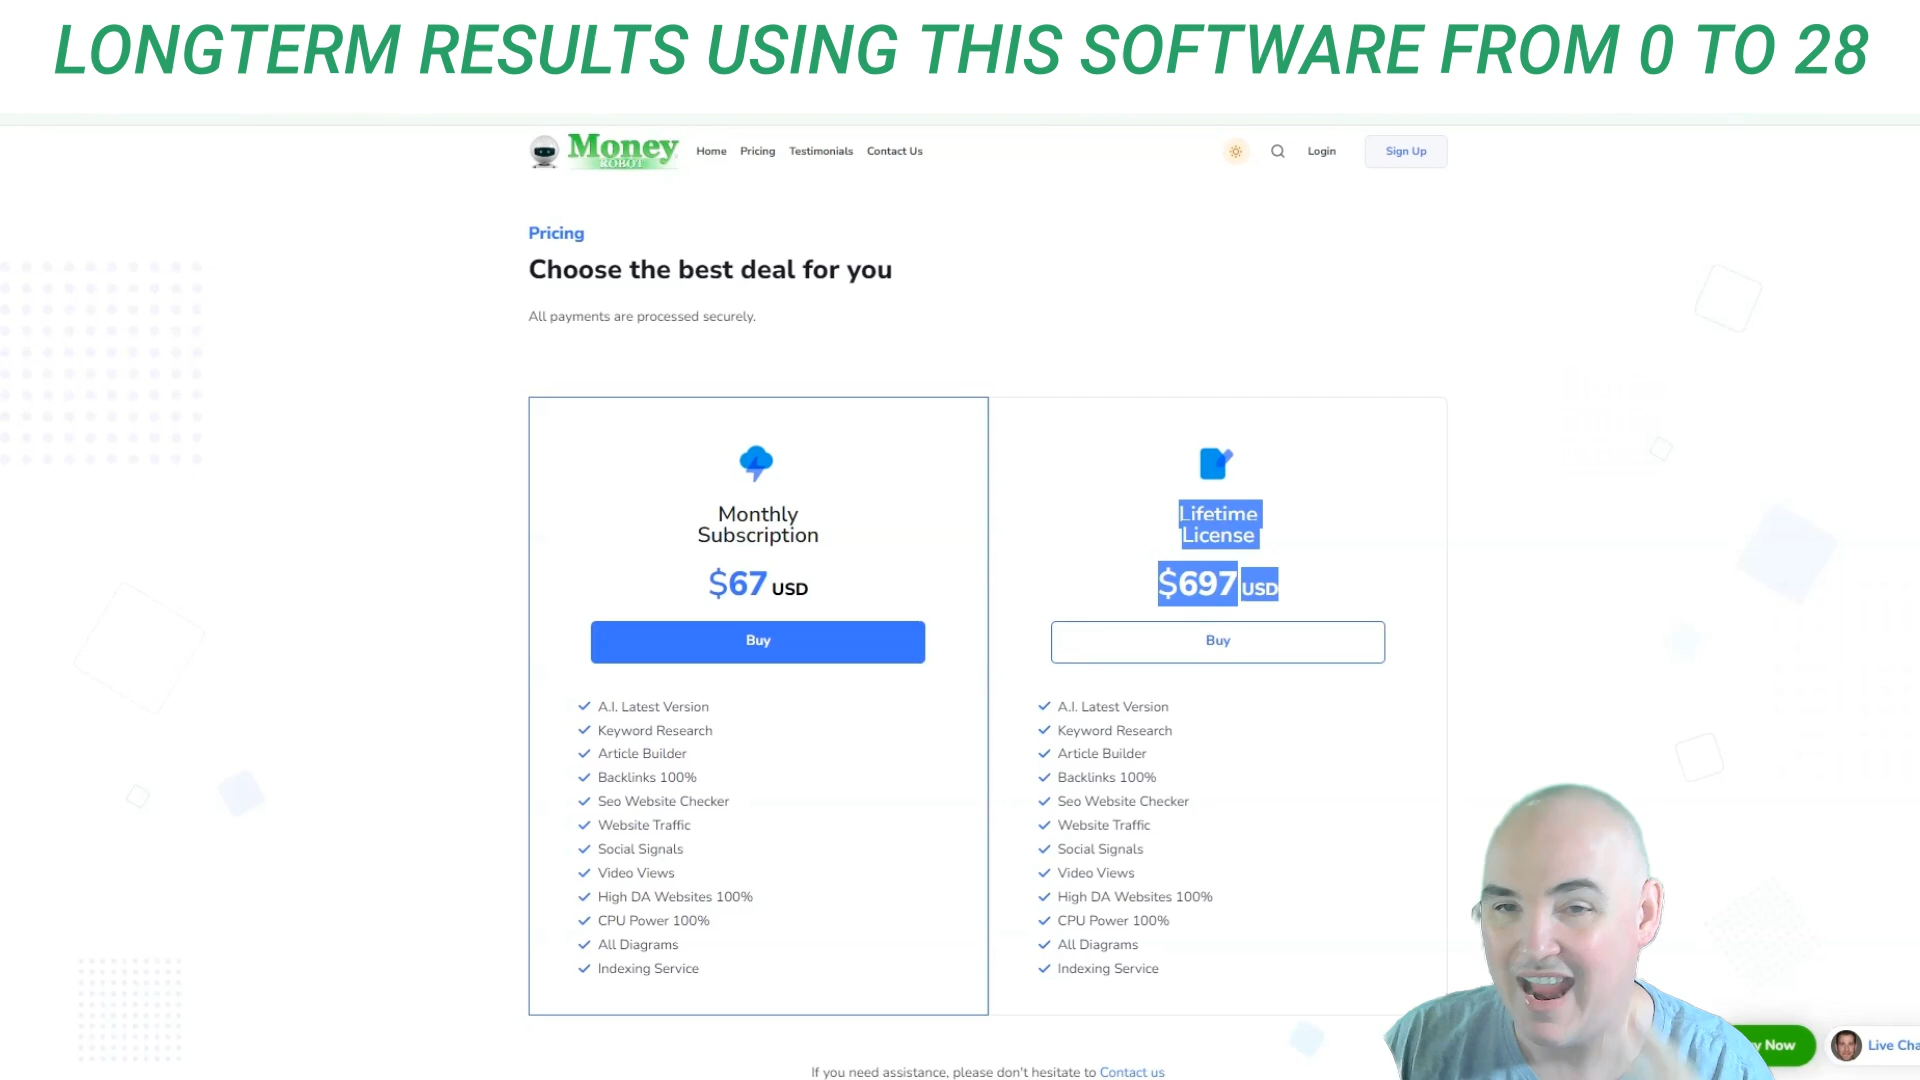 LONGTERM RESULTS USING THIS SOFTWARE FROM 0 TO 28
Money
ROBOT
Home
Pricing
Testimonials
Contact Us
Login
Sign Up
Pricing
Choose the best deal for you
All payments are processed securely.
Monthly
Subscription
$67 USD
Buy
A.I. Latest Version
Keyword Research
Article Builder
Backlinks 100%
Seo Website Checker
Website Traffic
Social Signals
Video Views
High DA Websites 100%
CPU Power 100%
All Diagrams
Indexing Service
Lifetime
License
$697 USD
Buy
A.I. Latest Version
Keyword Research
Article Builder
Backlinks 100%
Seo Website Checker
Website Traffic
Social Signals
Video Views
High DA Websites 100%
CPU Power 100%
All Diagrams
Indexing Service
Now
Live
If you need assistance, please don't hesitate to Contact us